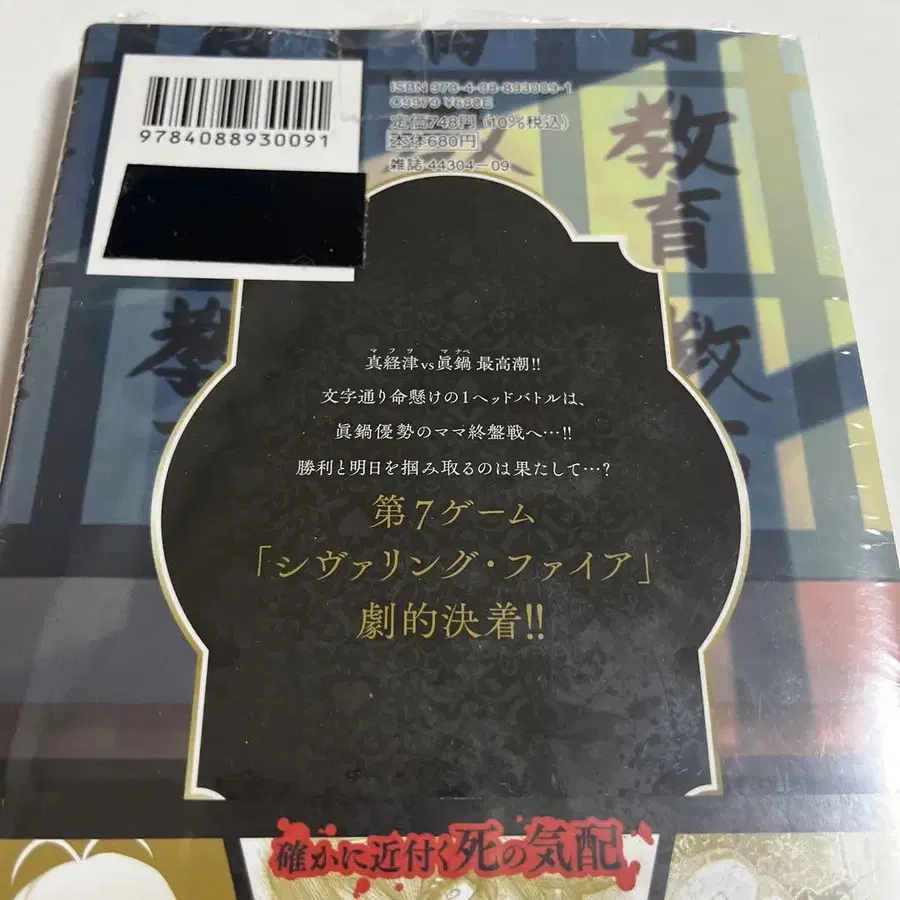 9784088930091
ISBN 978-4-08-893009-1
C9979 ¥680E
定価748円(10%税込)
本体680円
雑誌 44304-09
教育
教
マフツ マナベ
真経津vs眞鍋 最高潮!!
文字通り命懸けの1ヘッドバトルは、
眞鍋優勢のママ終盤戦へ…!!
勝利と明日を掴み取るのは果たして…?
第7ゲーム
「シヴァリング・ファイア」
劇的決着!!
確かに近付く死の気配